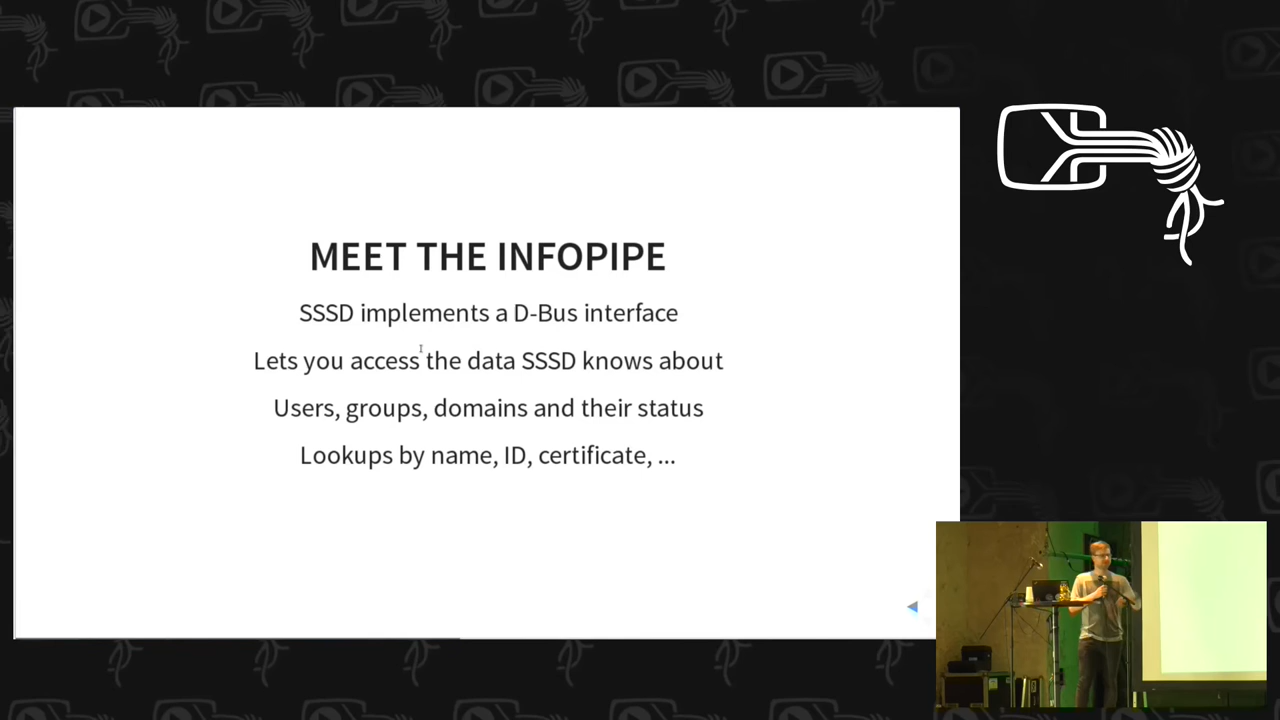 MEET THE INFOPIPE
SSSD implements a D-Bus interface
Lets you access the data SSSD knows about
Users, groups, domains and their status
Lookups by name, ID, certificate, ...